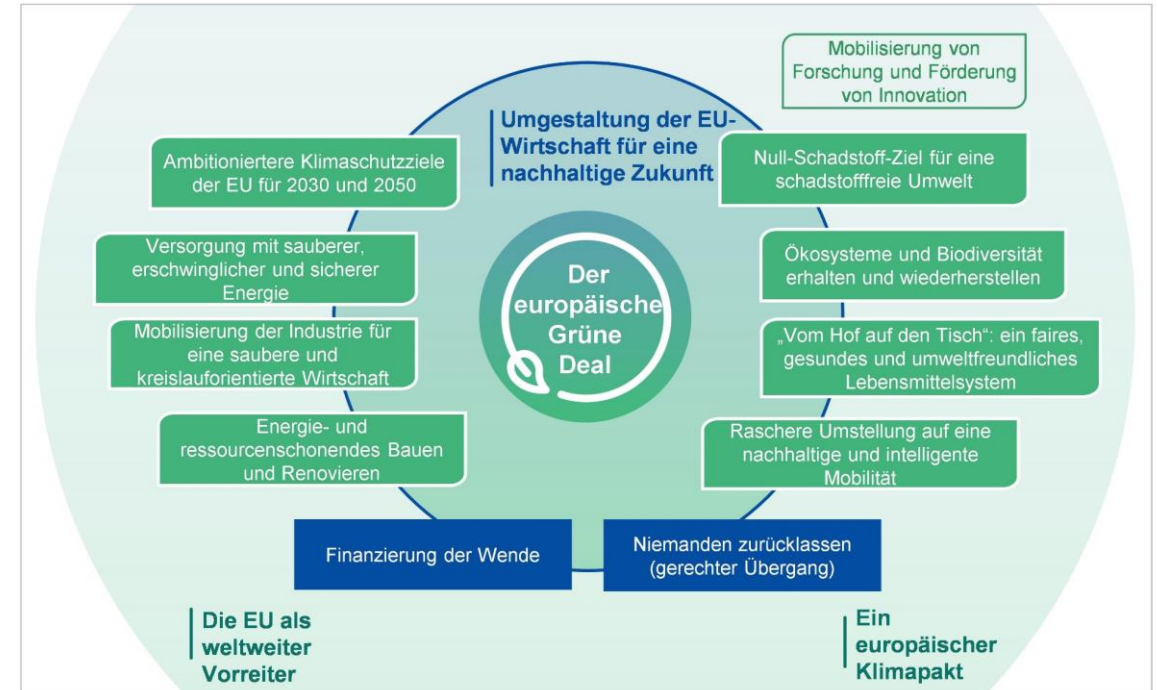 Mobilisierung von
Forschung und Förderung
von Innovation
Umgestaltung der EU-
Wirtschaft für eine
nachhaltige Zukunft
Ambitioniertere Klimaschutzziele
der EU für 2030 und 2050
Null-Schadstoff-Ziel für eine
schadstofffreie Umwelt
Versorgung mit sauberer,
erschwinglicher und sicherer
Energie
Ökosysteme und Biodiversität
erhalten und wiederherstellen
Der
europäische
Grüne
Deal
Mobilisierung der Industrie für
eine saubere und
kreislauforientierte Wirtschaft
„Vom Hof auf den Tisch“: ein faires,
gesundes und umweltfreundliches
Lebensmittelsystem
Energie- und
ressourcenschonendes Bauen
und Renovieren
Raschere Umstellung auf eine
nachhaltige und intelligente
Mobilität
Finanzierung der Wende
Niemanden zurücklassen
(gerechter Übergang)
Die EU als
weltweiter
Vorreiter
Ein
europäischer
Klimapakt